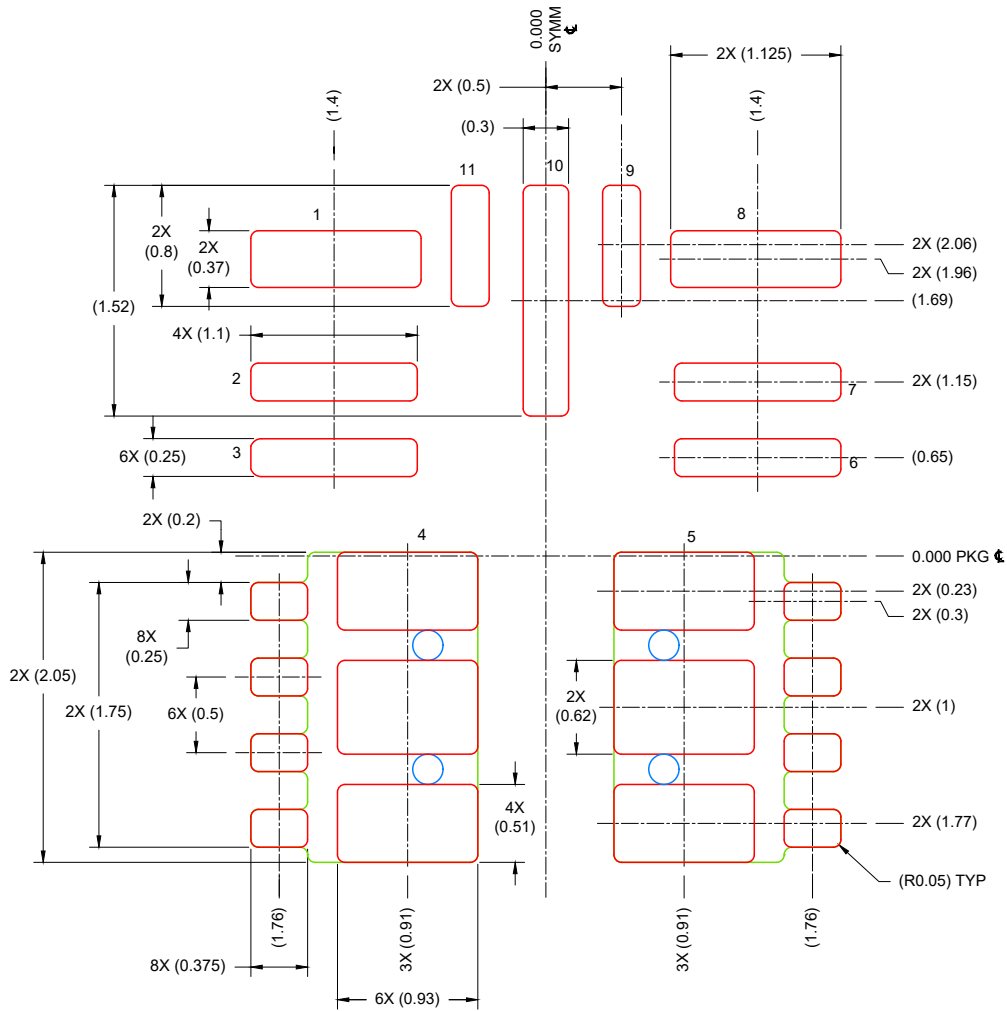 0.000
SYMM
℄
2X (1.125)
2X (0.5)
(1.4)
(1.4)
(0.3)
11
10
9
1
8
2X
(0.8)
2X
(0.37)
2X (2.06)
2X (1.96)
(1.52)
(1.69)
4X (1.1)
2
7
2X (1.15)
3
6
6X (0.25)
(0.65)
2X (0.2)
4
5
0.000 PKG ℄
2X (0.23)
2X (0.3)
8X
(0.25)
2X (2.05)
2X (1.75)
6X (0.5)
2X
(0.62)
2X (1)
4X
(0.51)
2X (1.77)
(R0.05) TYP
(1.76)
3X (0.91)
3X (0.91)
(1.76)
8X (0.375)
6X (0.93)